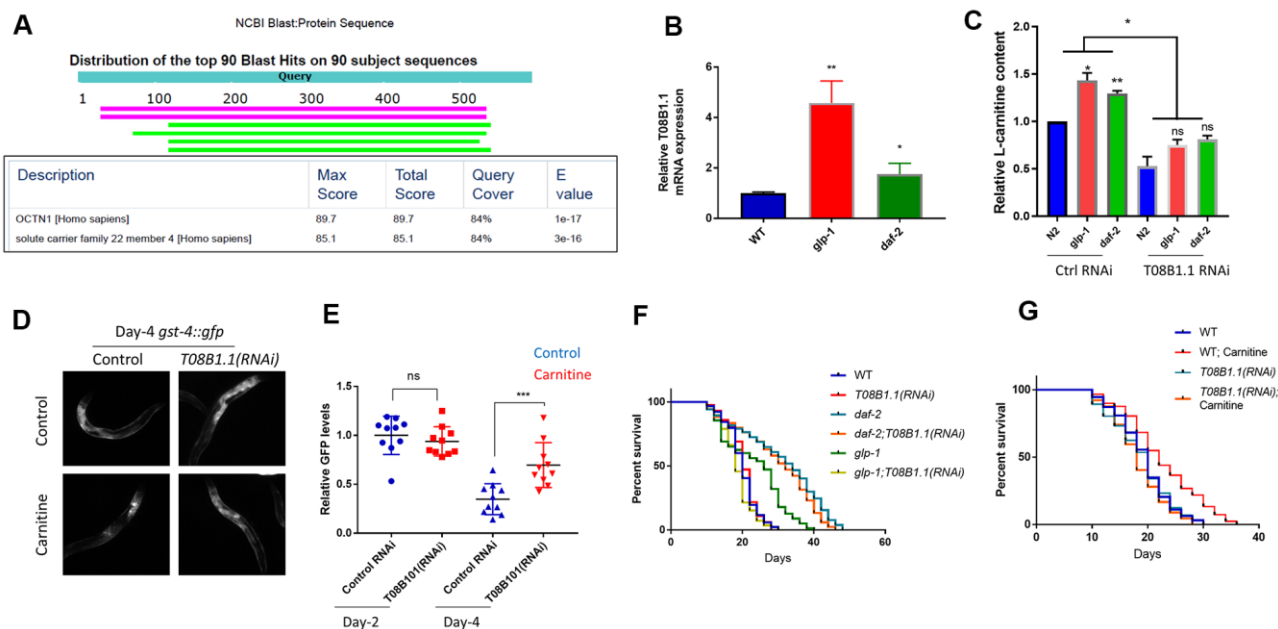 A
NCBI Blast:Protein Sequence
Distribution of the top 90 Blast Hits on 90 subject sequences
Query
1 100 200 300 400 500
Description Max Score Total Score Query Cover E value
OCTN1 [Homo sapiens] 89.7 89.7 84% 1e-17
solute carrier family 22 member 4 [Homo sapiens] 85.1 85.1 84% 3e-16
B
Relative T08B1.1
mRNA expression
6
4
2
0
**
*
WT
glp-1
daf-2
C
Relative L-carnitine content
2.0
1.5
1.0
0.5
0.0
*
*
**
ns
ns
N2
glp-1
daf-2
N2
glp-1
daf-2
Ctrl RNAi
T08B1.1 RNAi
D
Day-4 gst-4::gfp
Control
T08B1.1(RNAi)
Control
Carnitine
E
Control
Carnitine
Relative GFP levels
1.5
1.0
0.5
0.0
ns
***
Control RNAi
T08B101(RNAi)
Control RNAi
T08B101(RNAi)
Day-2
Day-4
F
WT
T08B1.1(RNAi)
daf-2
daf-2;T08B1.1(RNAi)
glp-1
glp-1;T08B1.1(RNAi)
Percent survival
100
50
0
0 20 40 60
Days
G
WT
WT; Carnitine
T08B1.1(RNAi)
T08B1.1(RNAi);
Carnitine
Percent survival
100
50
0
0 10 20 30 40
Days